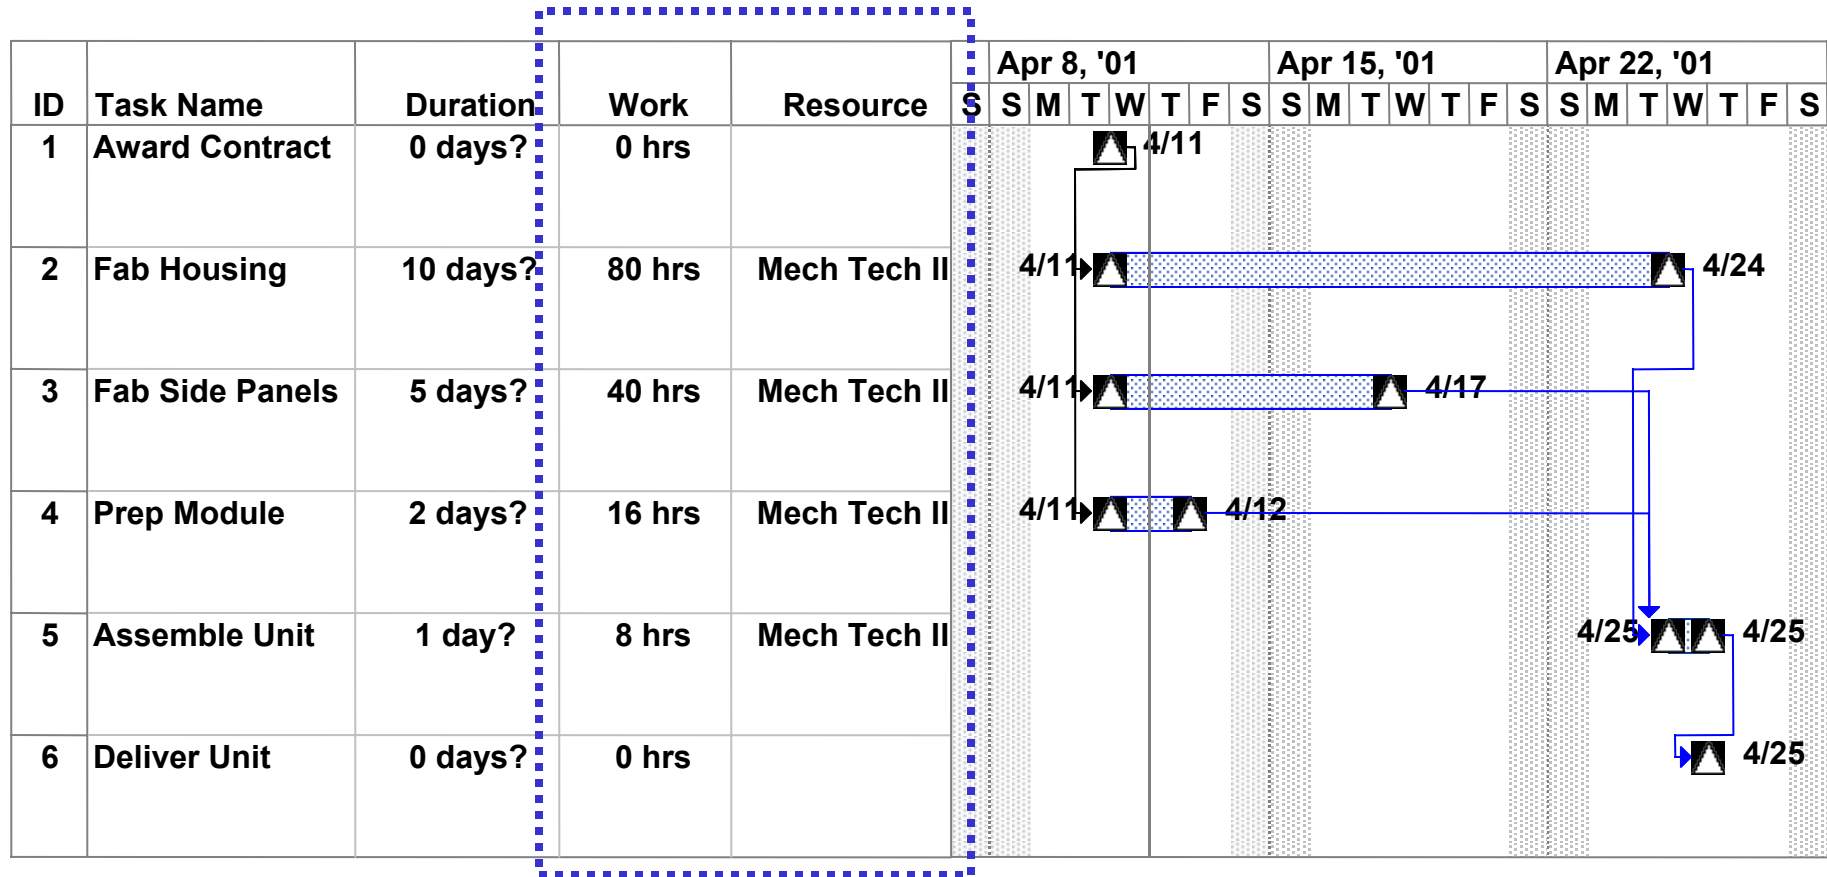 Apr 8, '01 Apr 15, '01 Apr 22, '01
ID Task Name Duration Work Resource S S M T W T F S S M T W T F S S M T W T F S
1 Award Contract 0 days? 0 hrs 4/11
2 Fab Housing 10 days? 80 hrs Mech Tech II 4/11 4/24
3 Fab Side Panels 5 days? 40 hrs Mech Tech II 4/11 4/17
4 Prep Module 2 days? 16 hrs Mech Tech II 4/11 4/12
5 Assemble Unit 1 day? 8 hrs Mech Tech II 4/25 4/25
6 Deliver Unit 0 days? 0 hrs 4/25